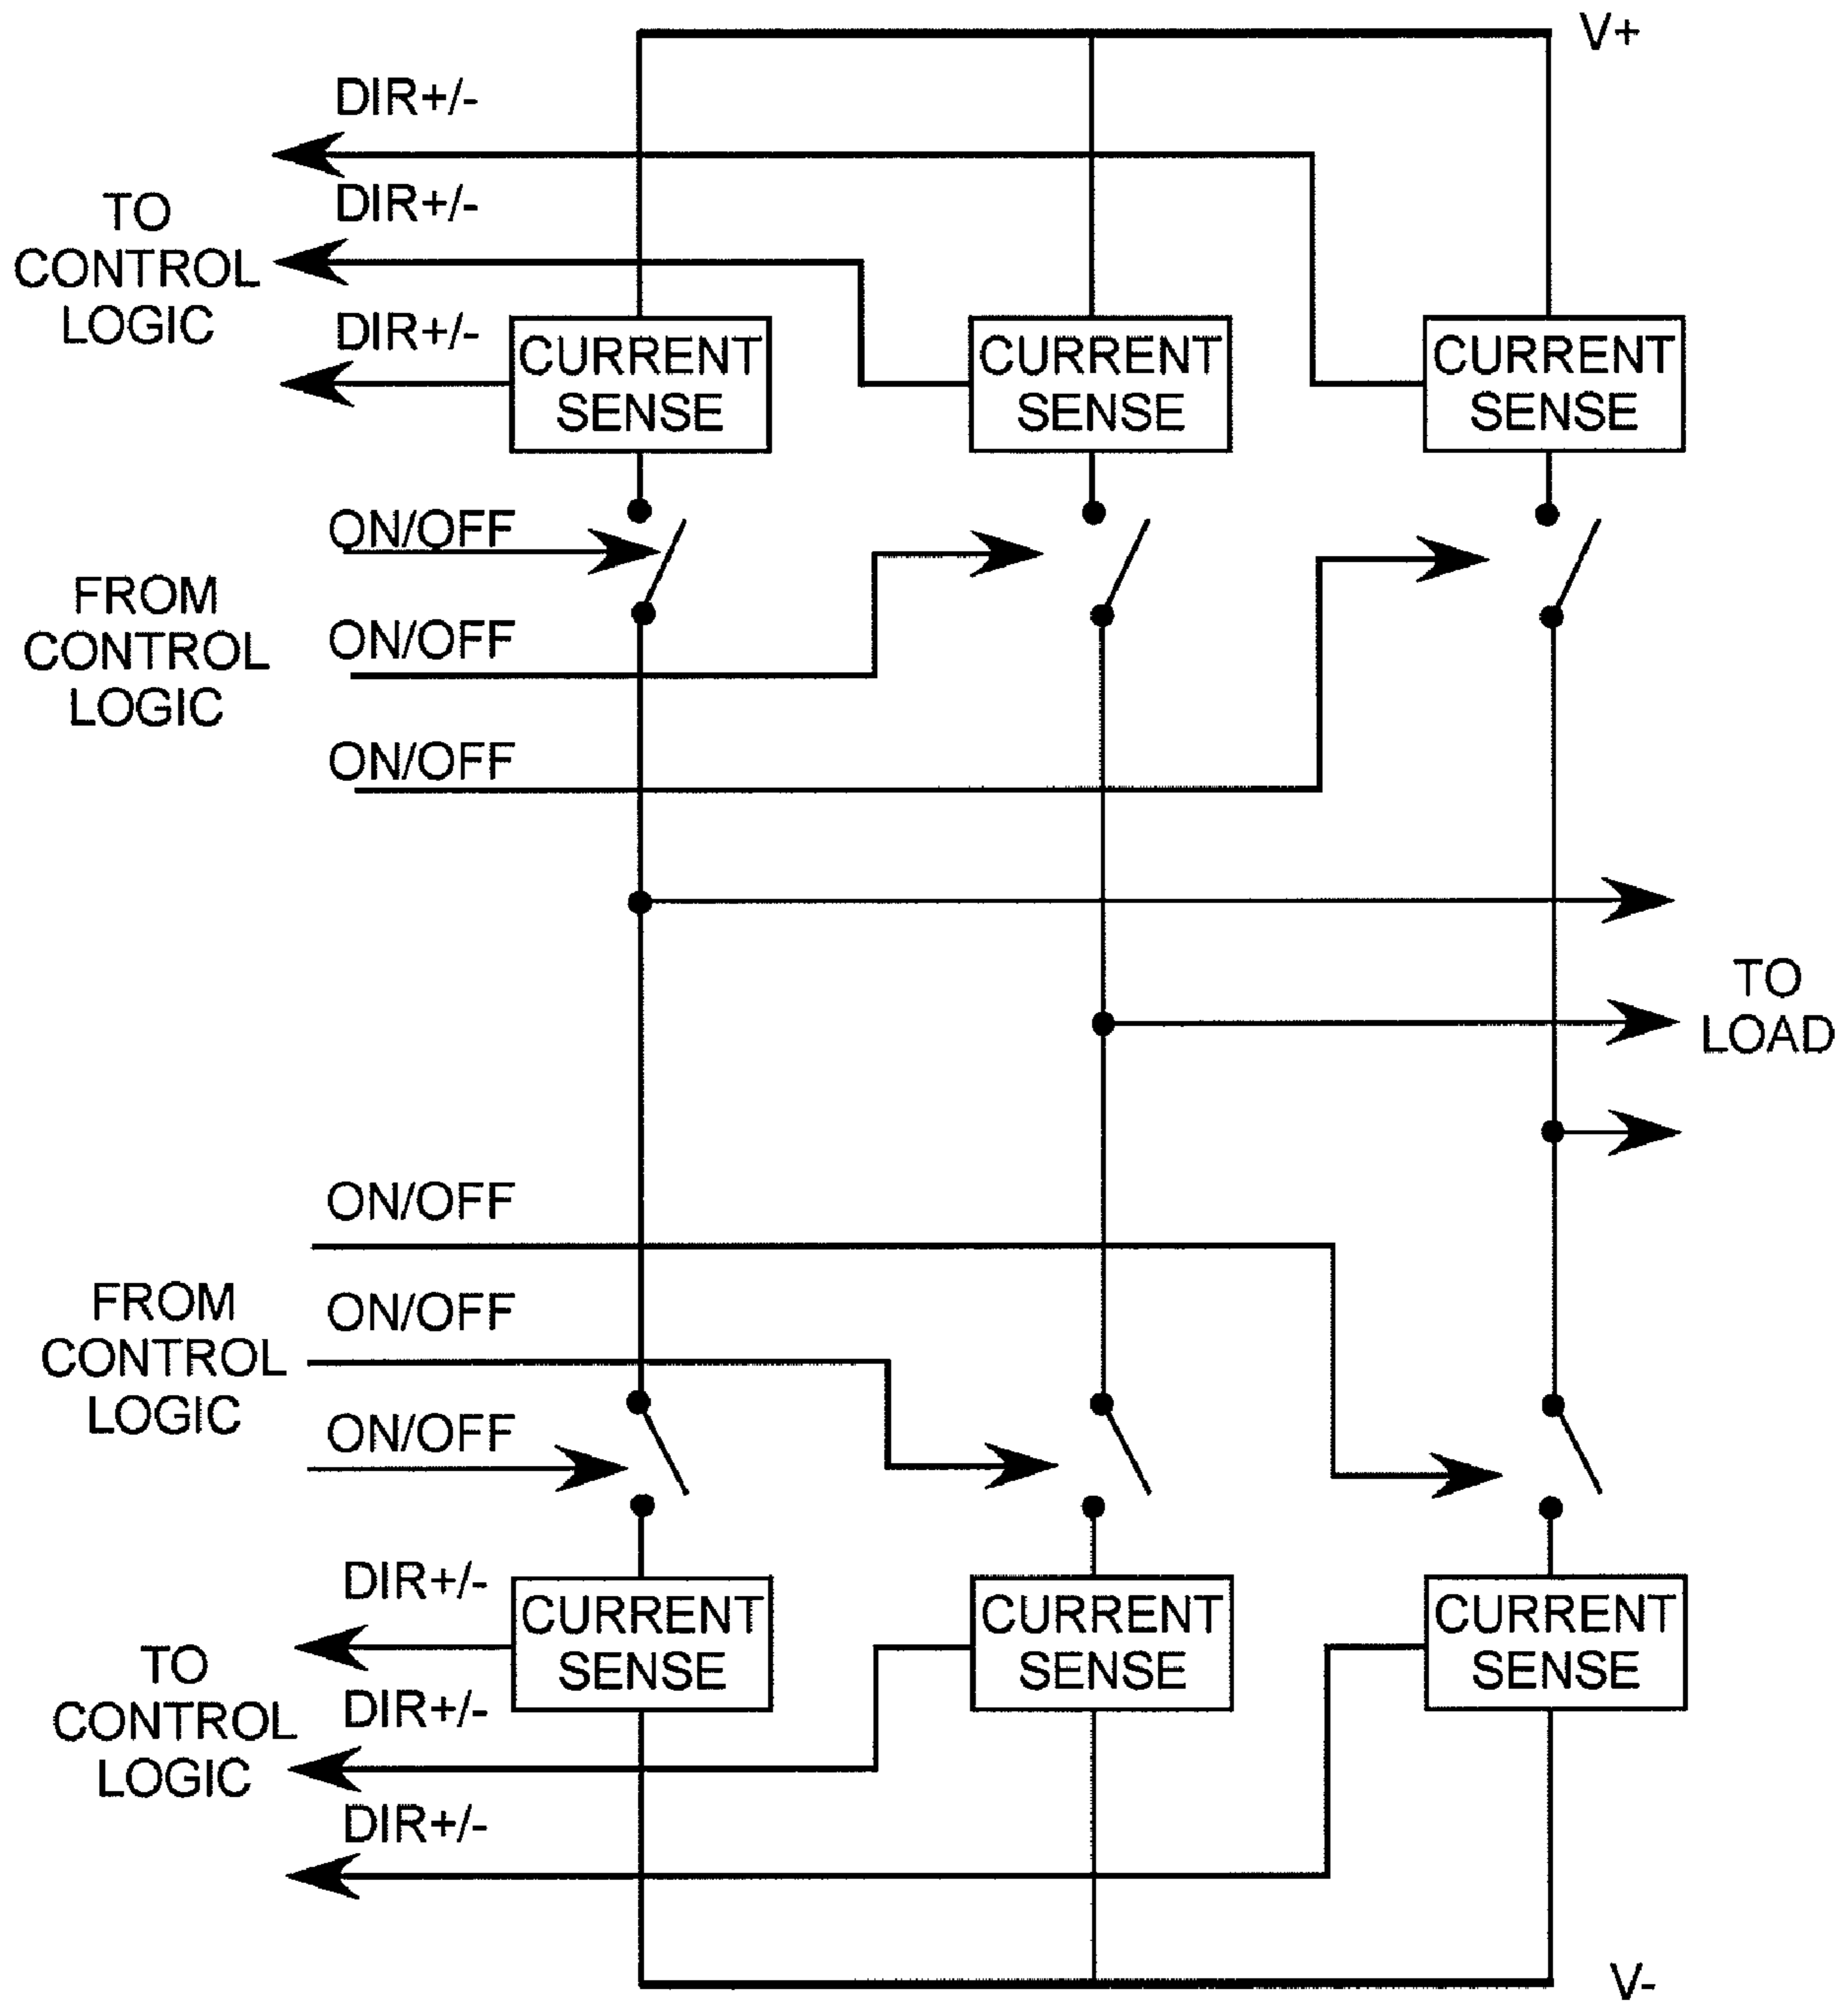 V+
DIR+/-
DIR+/-
TO
CONTROL
LOGIC
DIR+/-
CURRENT
SENSE
CURRENT
SENSE
CURRENT
SENSE
ON/OFF
FROM
CONTROL
LOGIC
ON/OFF
ON/OFF
TO
LOAD
ON/OFF
FROM
CONTROL
LOGIC
ON/OFF
ON/OFF
DIR+/-
CURRENT
SENSE
CURRENT
SENSE
CURRENT
SENSE
TO
CONTROL
LOGIC
DIR+/-
DIR+/-
V-